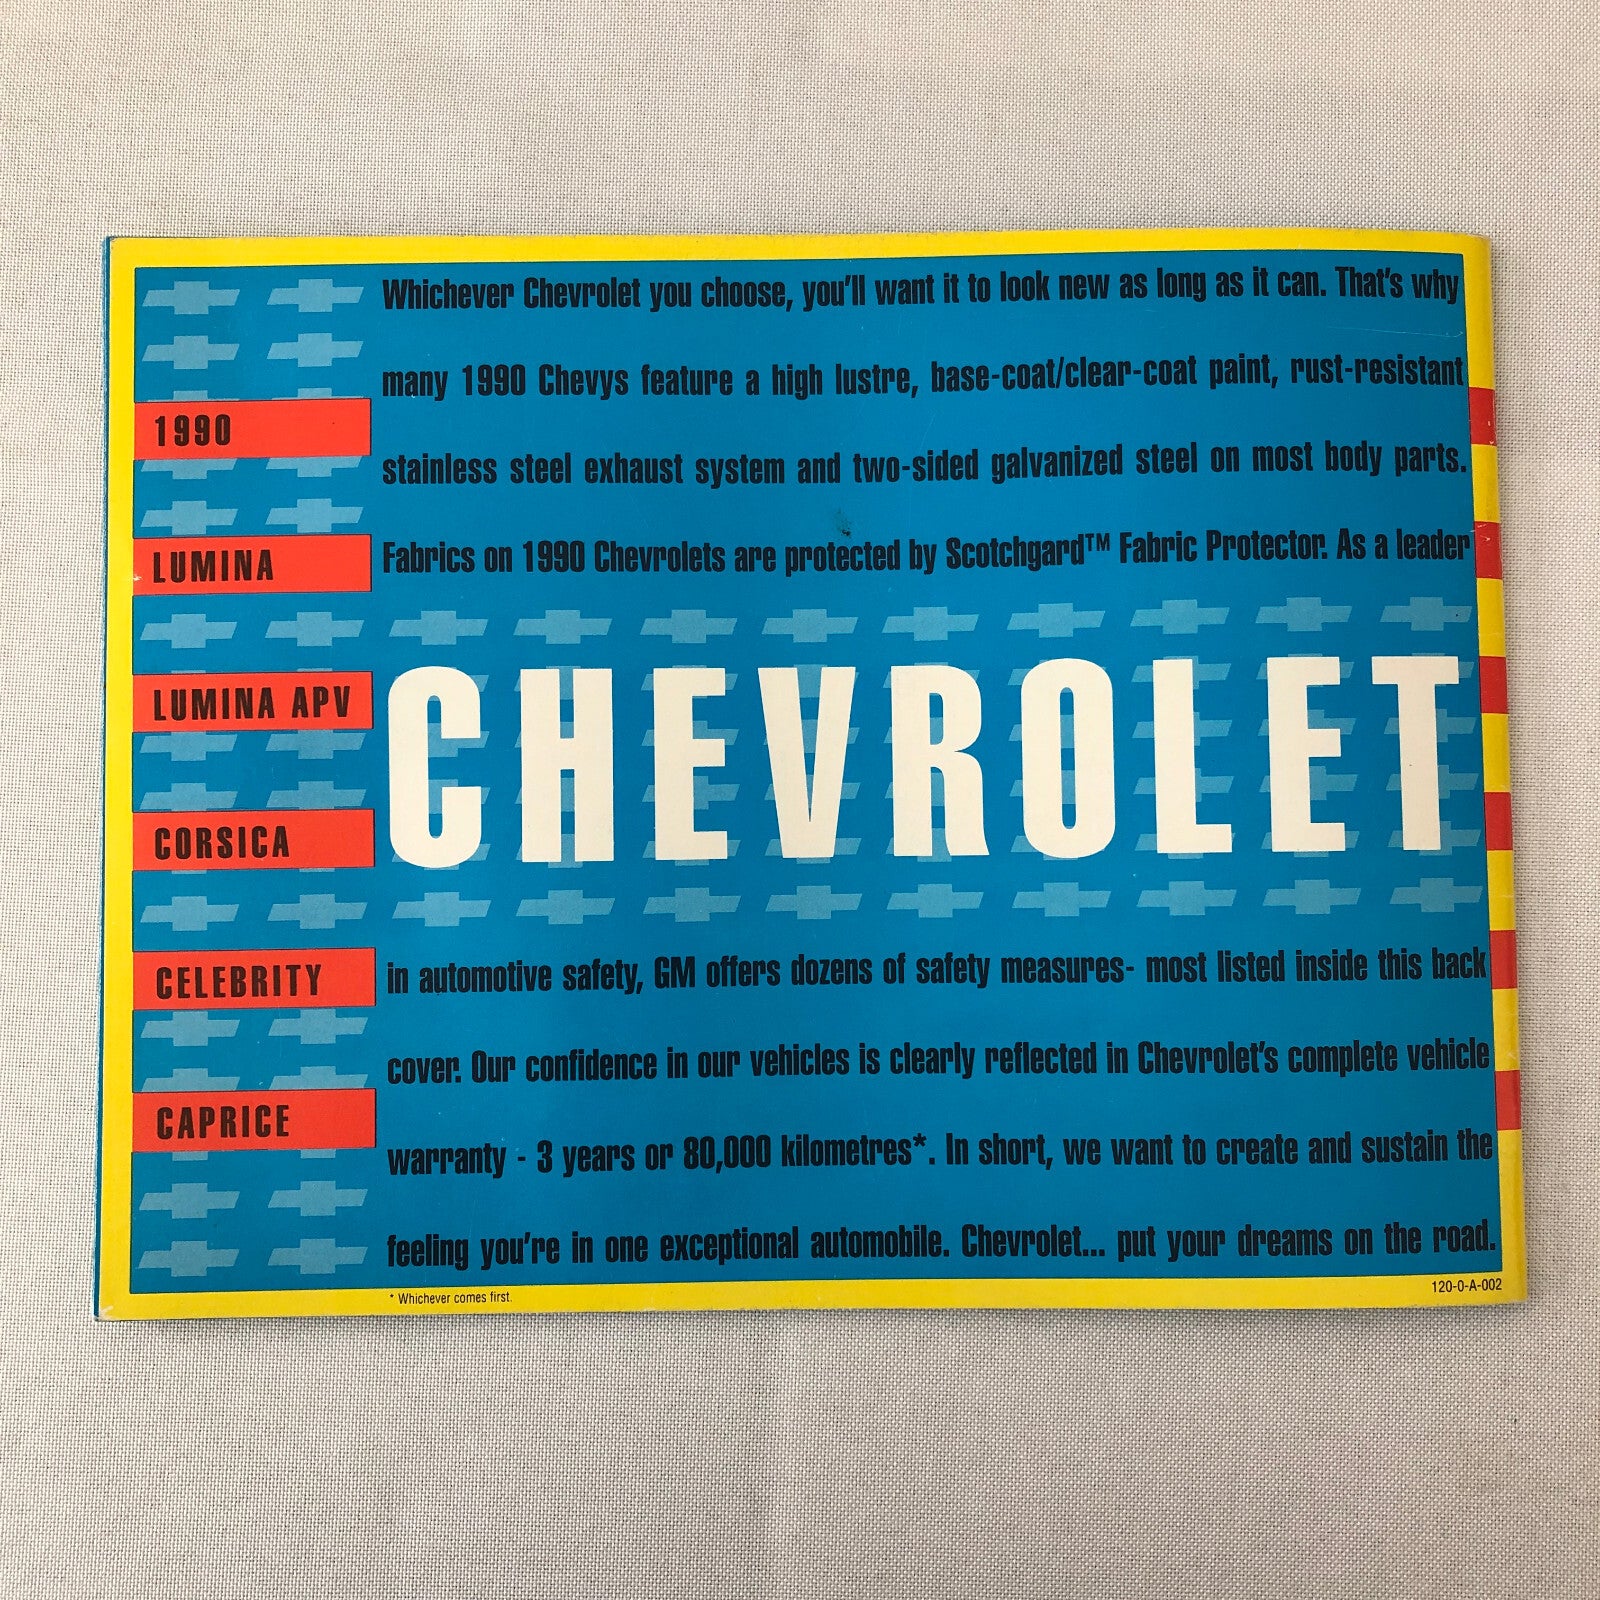 Whichever Chevrolet you choose, you'll want it to look new as long as it can. That's why
many 1990 Chevys feature a high lustre, base-coat/clear-coat paint, rust-resistant
1990
stainless steel exhaust system and two-sided galvanized steel on most body parts.
LUMINA
Fabrics on 1990 Chevrolets are protected by Scotchgard™ Fabric Protector. As a leader
LUMINA APV
CHEVROLET
CORSICA
CELEBRITY
in automotive safety, GM offers dozens of safety measures- most listed inside this back
cover. Our confidence in our vehicles is clearly reflected in Chevrolet's complete vehicle
CAPRICE
warranty - 3 years or 80,000 kilometres*. In short, we want to create and sustain the
feeling you're in one exceptional automobile. Chevrolet... put your dreams on the road.
* Whichever comes first.
120-0-A-002